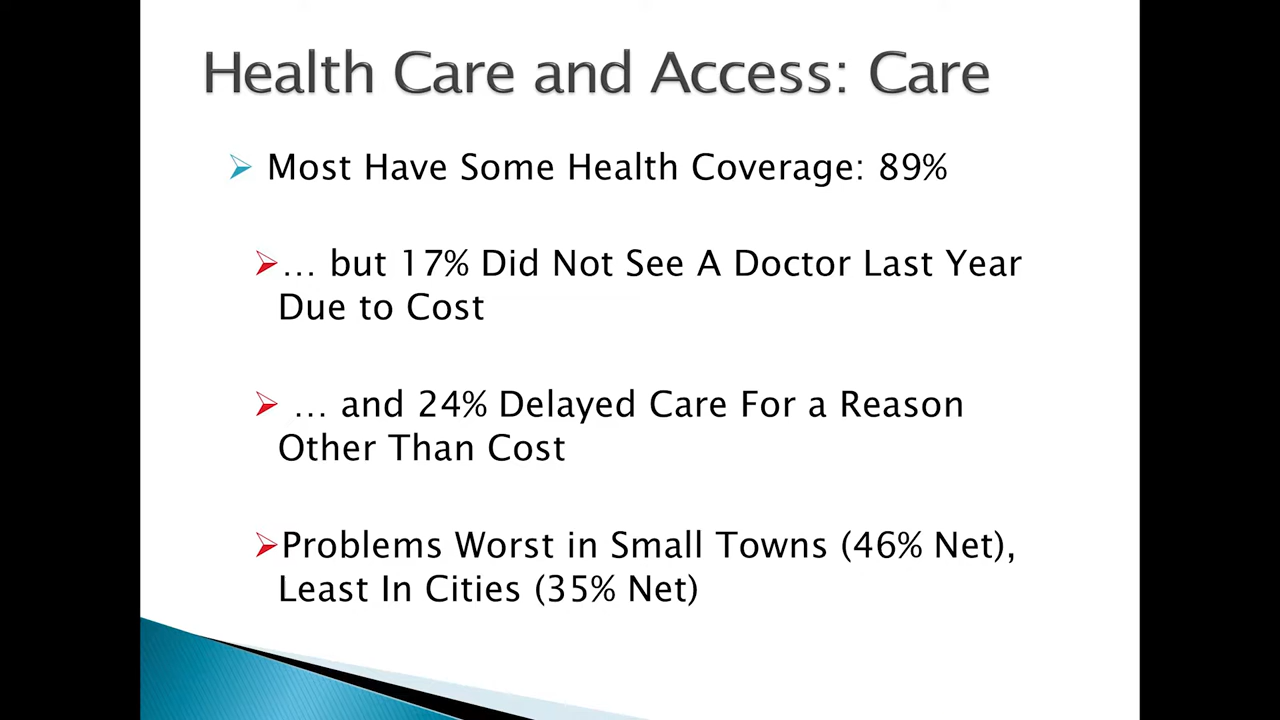 Health Care and Access: Care
Most Have Some Health Coverage: 89%
… but 17% Did Not See A Doctor Last Year
Due to Cost
… and 24% Delayed Care For a Reason
Other Than Cost
Problems Worst in Small Towns (46% Net),
Least In Cities (35% Net)